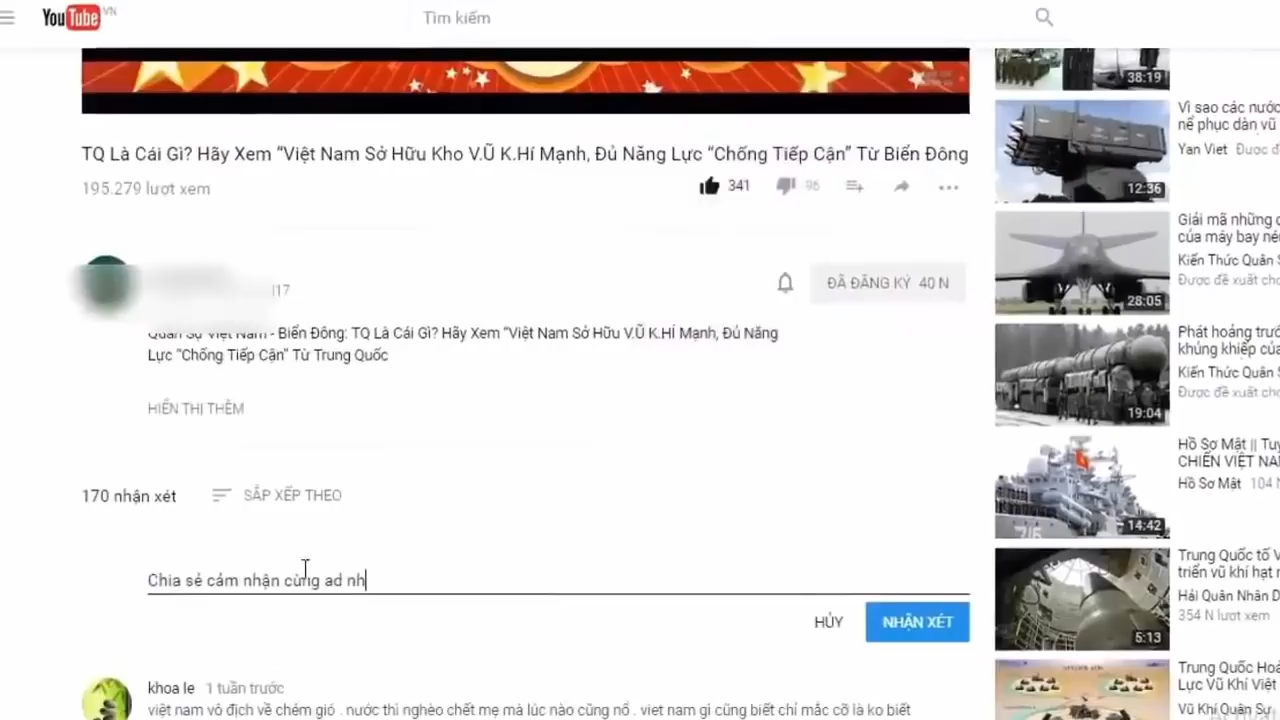 YouTube VN
Tìm kiếm
38:19
TQ Là Cái Gì? Hãy Xem “Việt Nam Sở Hữu Kho V.Ũ K.Hí Mạnh, Đủ Năng Lực “Chống Tiếp Cận” Từ Biển Đông
195.279 lượt xem
341
96
I17
ĐÃ ĐĂNG KÝ 40 N
Quân Sự Việt Nam - Biển Đông: TQ Là Cái Gì? Hãy Xem “Việt Nam Sở Hữu V.Ũ K.HÍ Mạnh, Đủ Năng
Lực “Chống Tiếp Cận” Từ Trung Quốc
HIỂN THỊ THÊM
170 nhận xét
SẮP XẾP THEO
Chia sẻ cảm nhận cùng ad nh
HỦY
NHẬN XÉT
khoa le 1 tuần trước
việt nam vô địch về chém gió . nước thì nghèo chết mẹ mà lúc nào cũng nổ . viet nam gì cũng biết chỉ mắc cỡ là ko biết
Vì sao các nước
nể phục dàn vũ
Yan Viet Được đ
12:36
Giải mã những
của máy bay né
Kiến Thức Quân S
Được đề xuất cho
28:05
Phát hoảng trướ
khủng khiếp của
Kiến Thức Quân S
Được đề xuất cho
19:04
Hồ Sơ Mật || Tuy
CHIẾN VIỆT NA
Hồ Sơ Mật 104 N
716
14:42
Trung Quốc tố V
triển vũ khí hạt n
Hải Quân Nhân D
354 N lượt xem
5:13
Trung Quốc Hoả
Lực Vũ Khí Việt
Vũ Khí Quân Sự